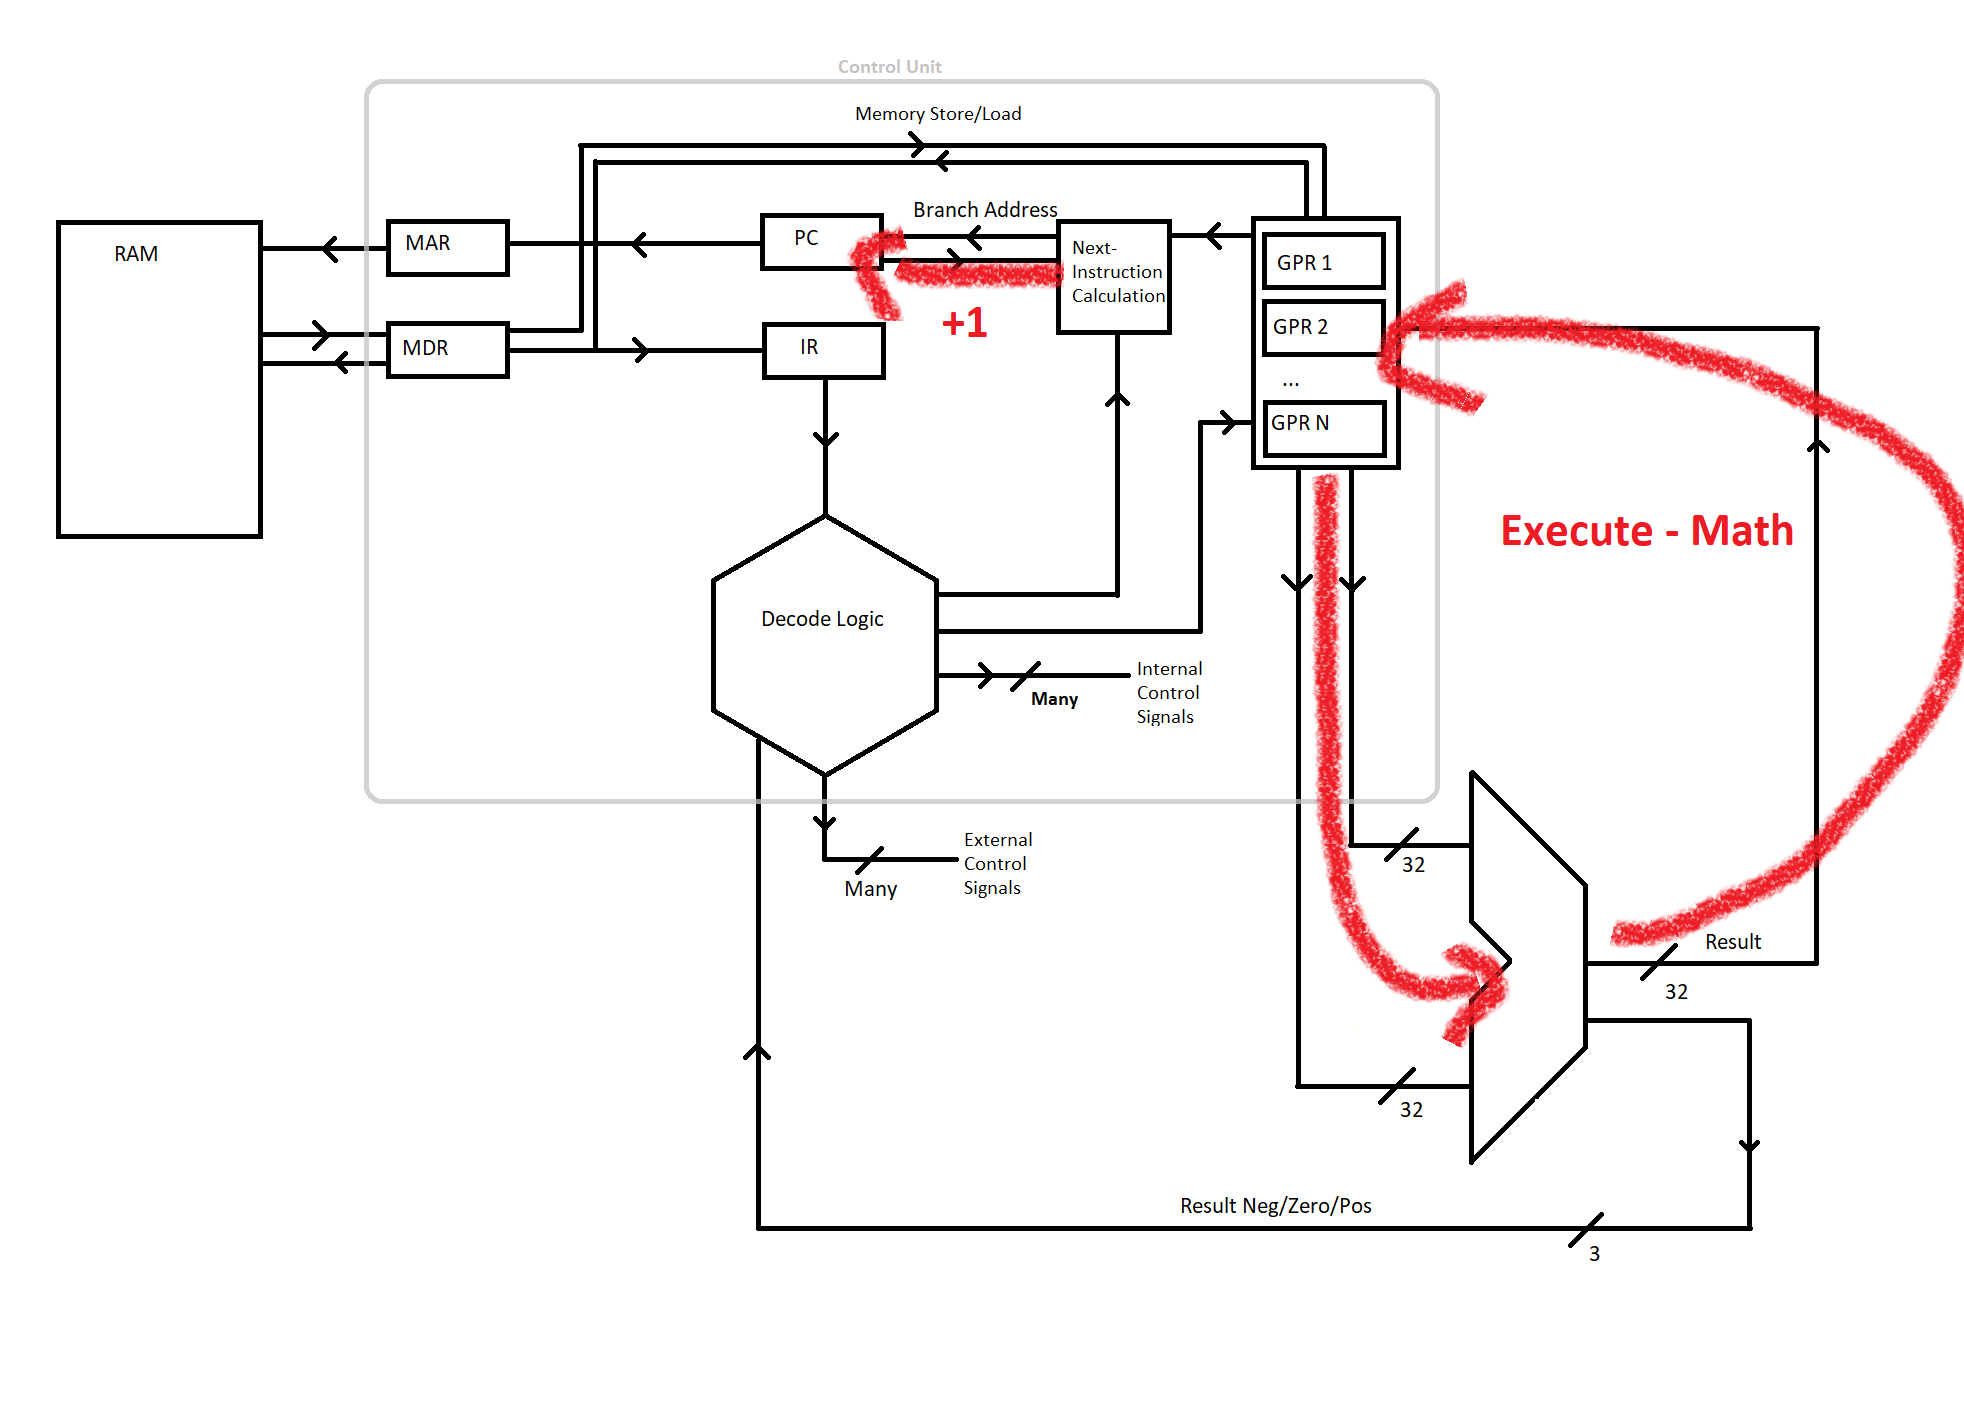 Control Unit
Memory Store/Load
Branch Address
RAM
MAR
PC
Next-
Instruction
Calculation
GPR 1
+1
GPR 2
MDR
IR
...
GPR N
Execute - Math
Decode Logic
Internal
Control
Signals
Many
External
Control
Signals
Many
32
Result
32
32
Result Neg/Zero/Pos
3